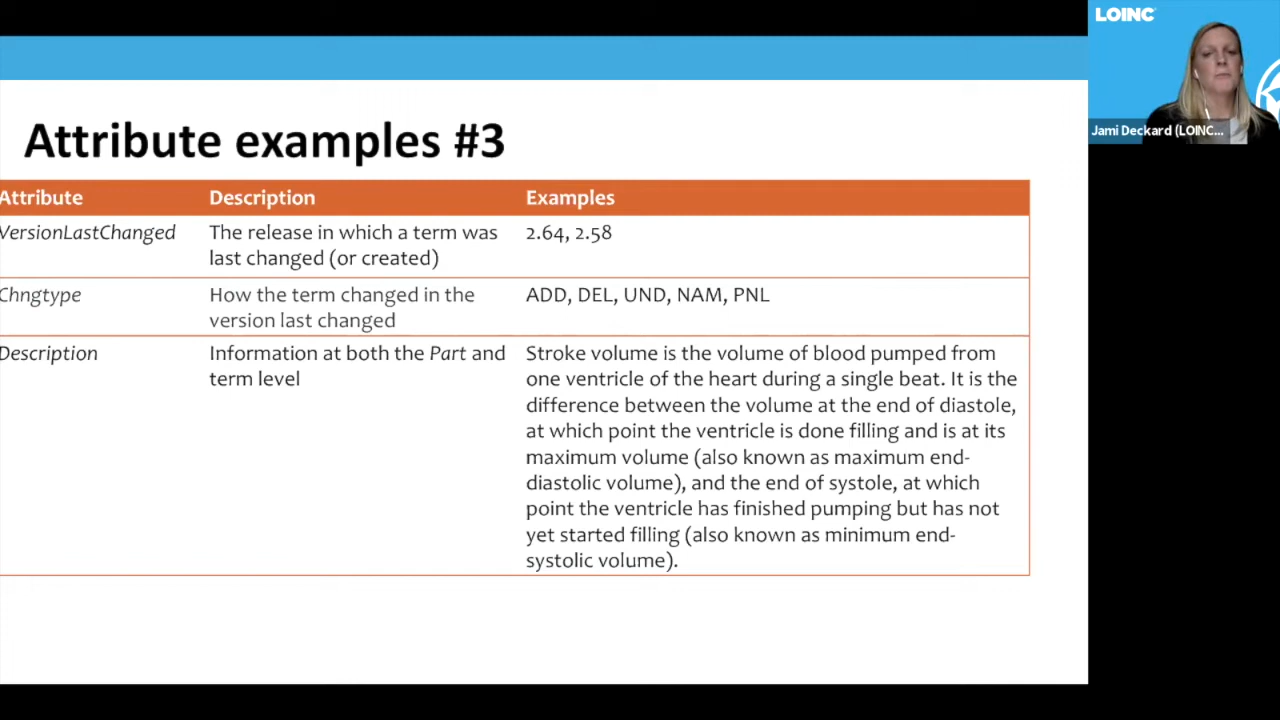 LOINC
Jami Deckard (LOINC...
Attribute examples #3
Attribute Description Examples
VersionLastChanged The release in which a term was last changed (or created) 2.64, 2.58
Chngtype How the term changed in the version last changed ADD, DEL, UND, NAM, PNL
Description Information at both the Part and term level
Stroke volume is the volume of blood pumped from
one ventricle of the heart during a single beat. It is the
difference between the volume at the end of diastole,
at which point the ventricle is done filling and is at its
maximum volume (also known as maximum end-
diastolic volume), and the end of systole, at which
point the ventricle has finished pumping but has not
yet started filling (also known as minimum end-
systolic volume).